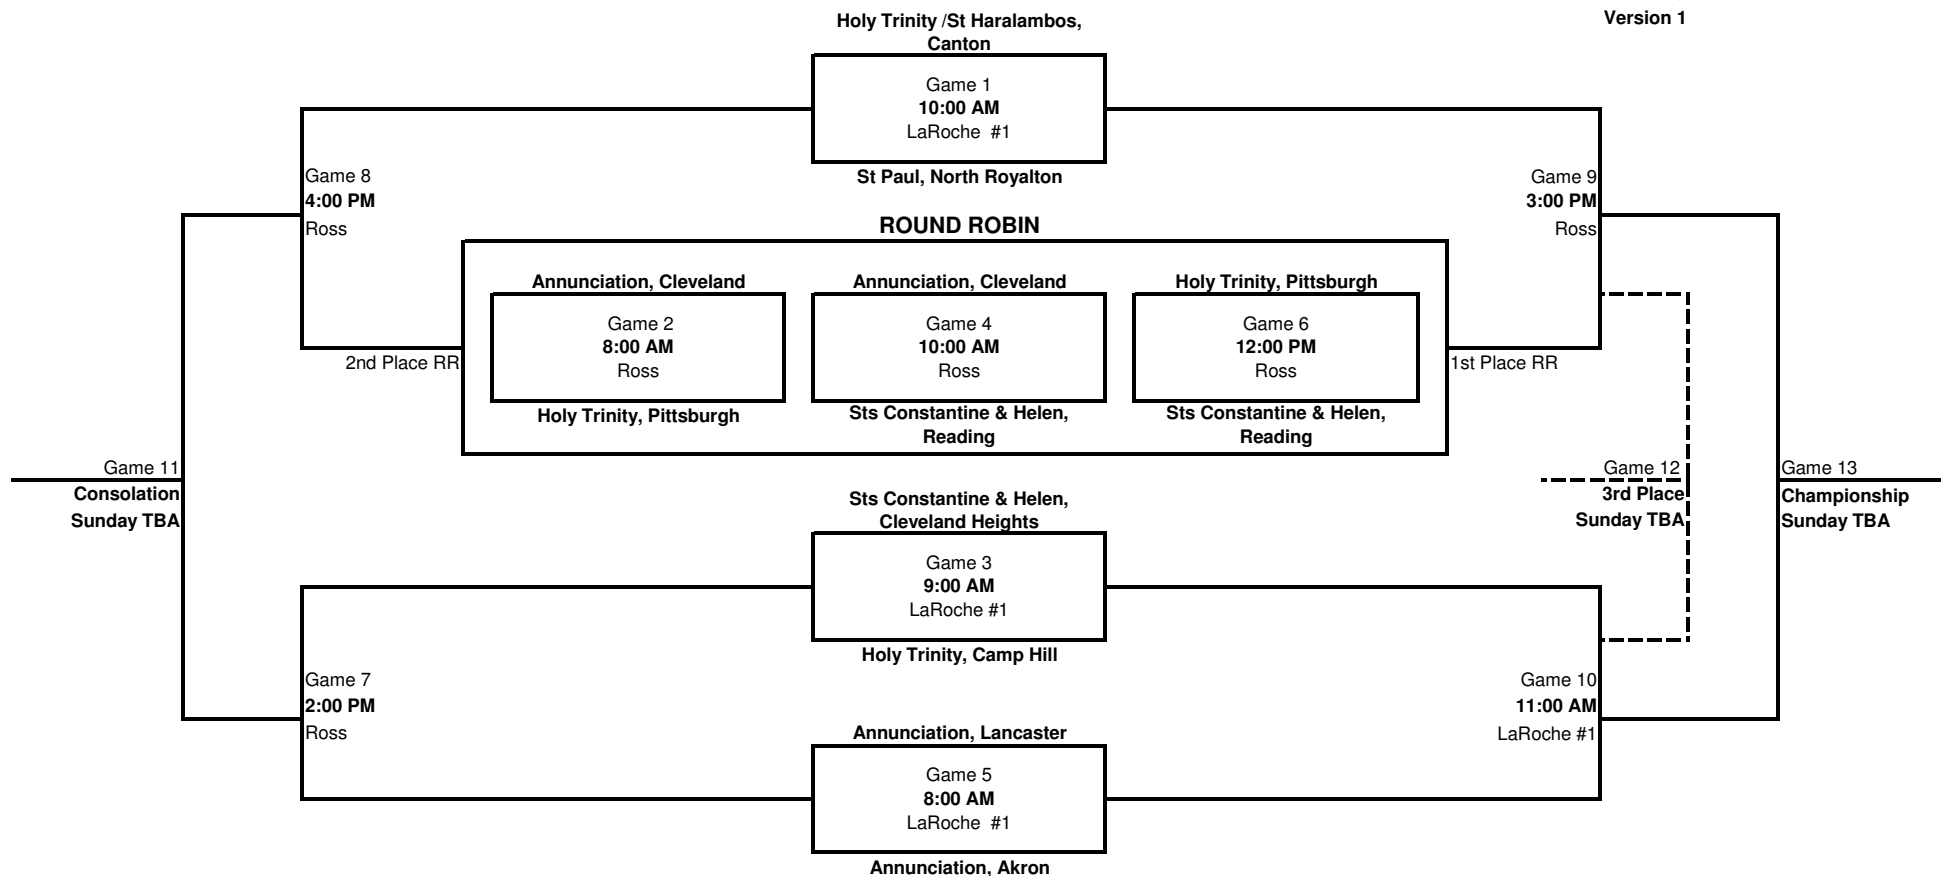 Version 1
Holy Trinity /St Haralambos,
Canton
Game 1
10:00 AM
LaRoche  #1
St Paul, North Royalton
Game 8
4:00 PM
Ross
Game 9
3:00 PM
Ross
ROUND ROBIN
Annunciation, Cleveland
Game 2
8:00 AM
Ross
Holy Trinity, Pittsburgh
Annunciation, Cleveland
Game 4
10:00 AM
Ross
Sts Constantine & Helen,
Reading
Holy Trinity, Pittsburgh
Game 6
12:00 PM
Ross
Sts Constantine & Helen,
Reading
2nd Place RR
1st Place RR
Game 11
Consolation
Sunday TBA
Game 12
3rd Place
Sunday TBA
Game 13
Championship
Sunday TBA
Sts Constantine & Helen,
Cleveland Heights
Game 3
9:00 AM
LaRoche #1
Holy Trinity, Camp Hill
Game 7
2:00 PM
Ross
Game 10
11:00 AM
LaRoche #1
Annunciation, Lancaster
Game 5
8:00 AM
LaRoche  #1
Annunciation, Akron